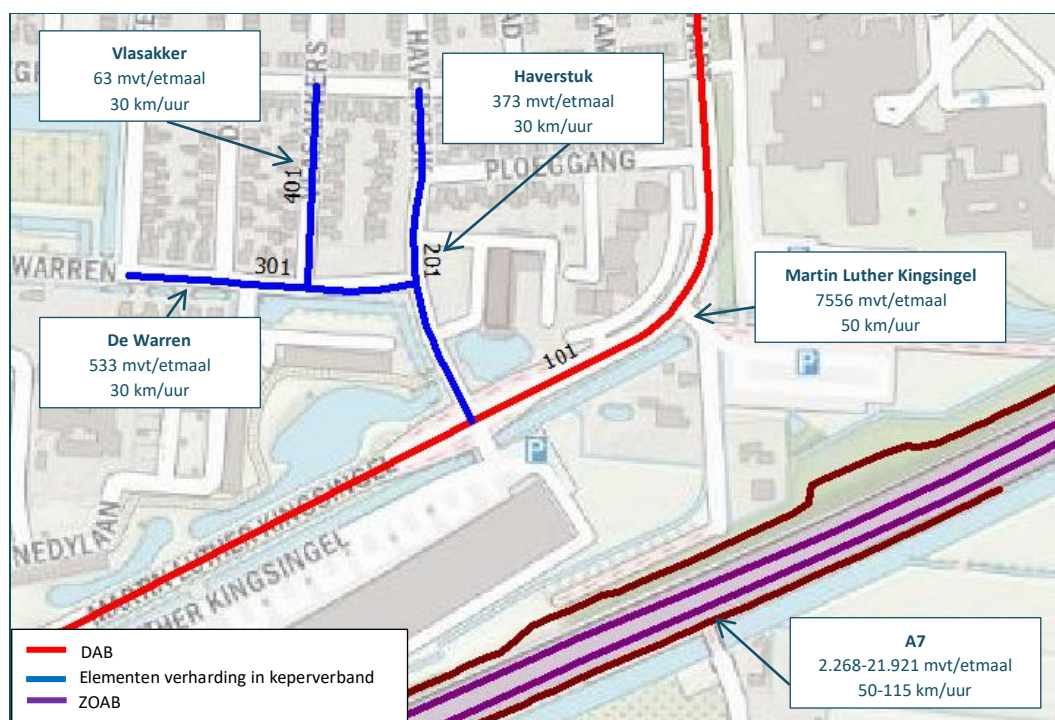 Vlasakker
63 mvt/etmaal
30 km/uur
Haverstuk
373 mvt/etmaal
30 km/uur
PLOEGGANG
401
201
WARREN
301
Martin Luther Kingsingel
7556 mvt/etmaal
50 km/uur
De Warren
533 mvt/etmaal
30 km/uur
101
P
P
MARTIN LUTHER KINGSINGEL
NEDYLAAN
THER KINGSINGEL
A7
2.268-21.921 mvt/etmaal
50-115 km/uur
DAB
Elementen verharding in keperverband
ZOAB